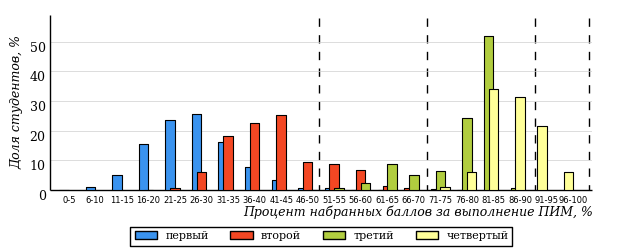 Доля студентов, %
50
40
30
20
10
0
0-5 6-10 11-15 16-20 21-25 26-30 31-35 36-40 41-45 46-50 51-55 56-60 61-65 66-70 71-75 76-80 81-85 86-90 91-95 96-100
Процент набранных баллов за выполнение ПИМ, %
первый второй третий четвертый